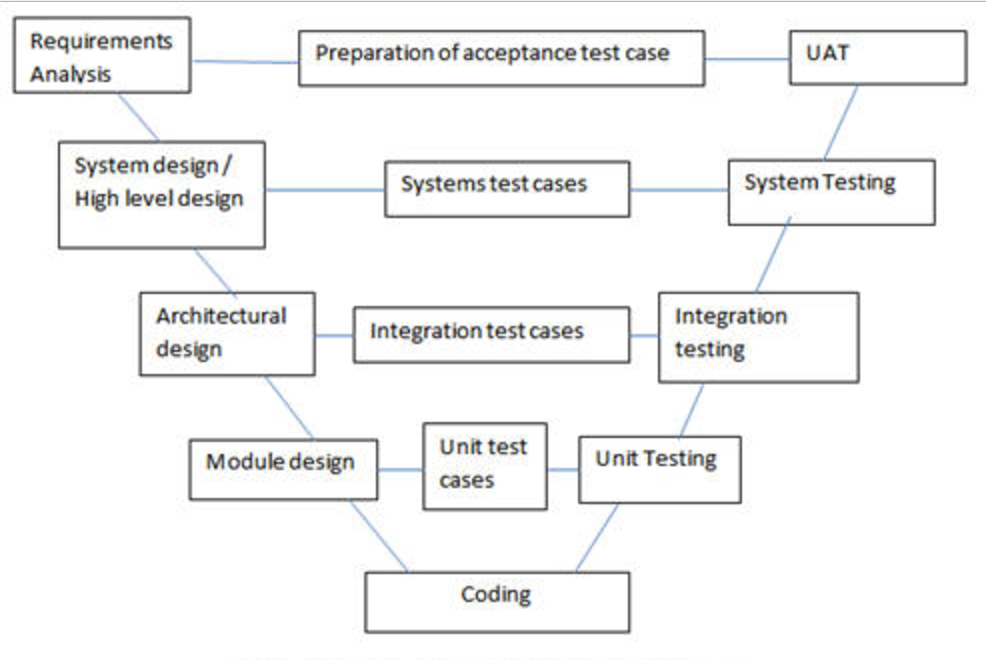 Requirements
Analysis
Preparation of acceptance test case
UAT
System design /
High level design
Systems test cases
System Testing
Architectural
design
Integration test cases
Integration
testing
Module design
Unit test
cases
Unit Testing
Coding